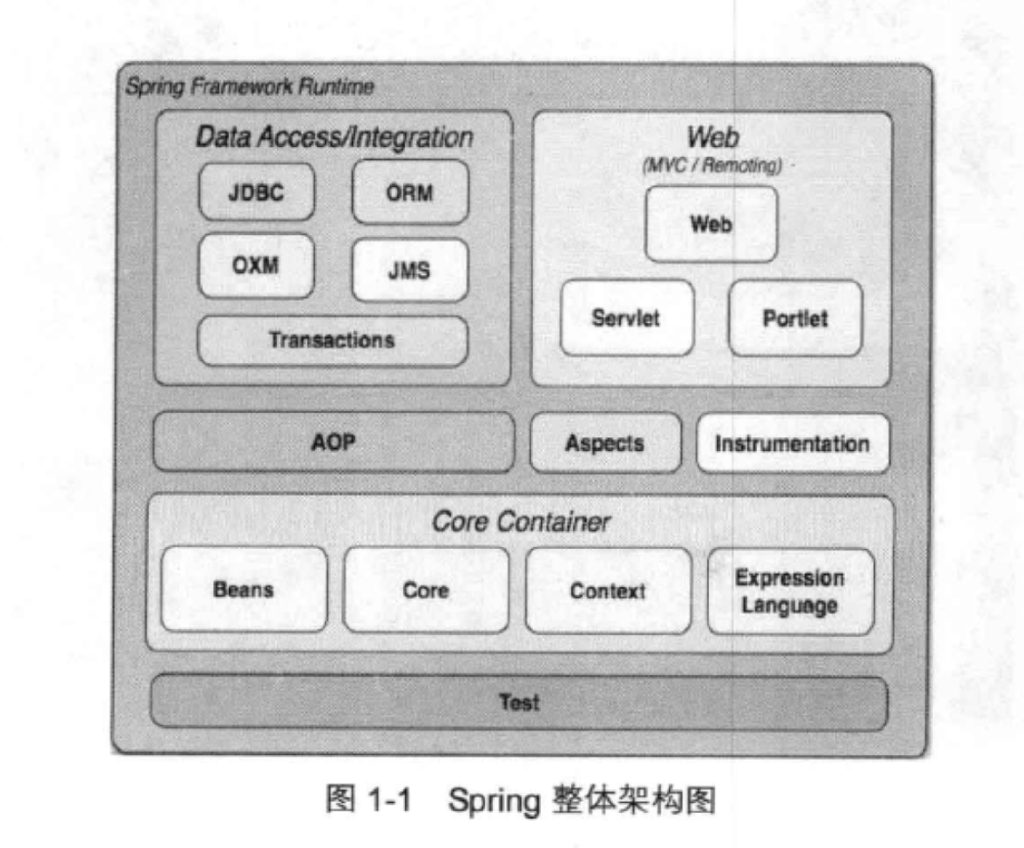 Spring Framework Runtime
Data Access/Integration
JDBC
ORM
OXM
JMS
Transactions
Web
(MVC / Remoting)
Web
Servlet
Portlet
AOP
Aspects
Instrumentation
Core Container
Beans
Core
Context
Expression
Language
Test
图 1-1 Spring 整体架构图